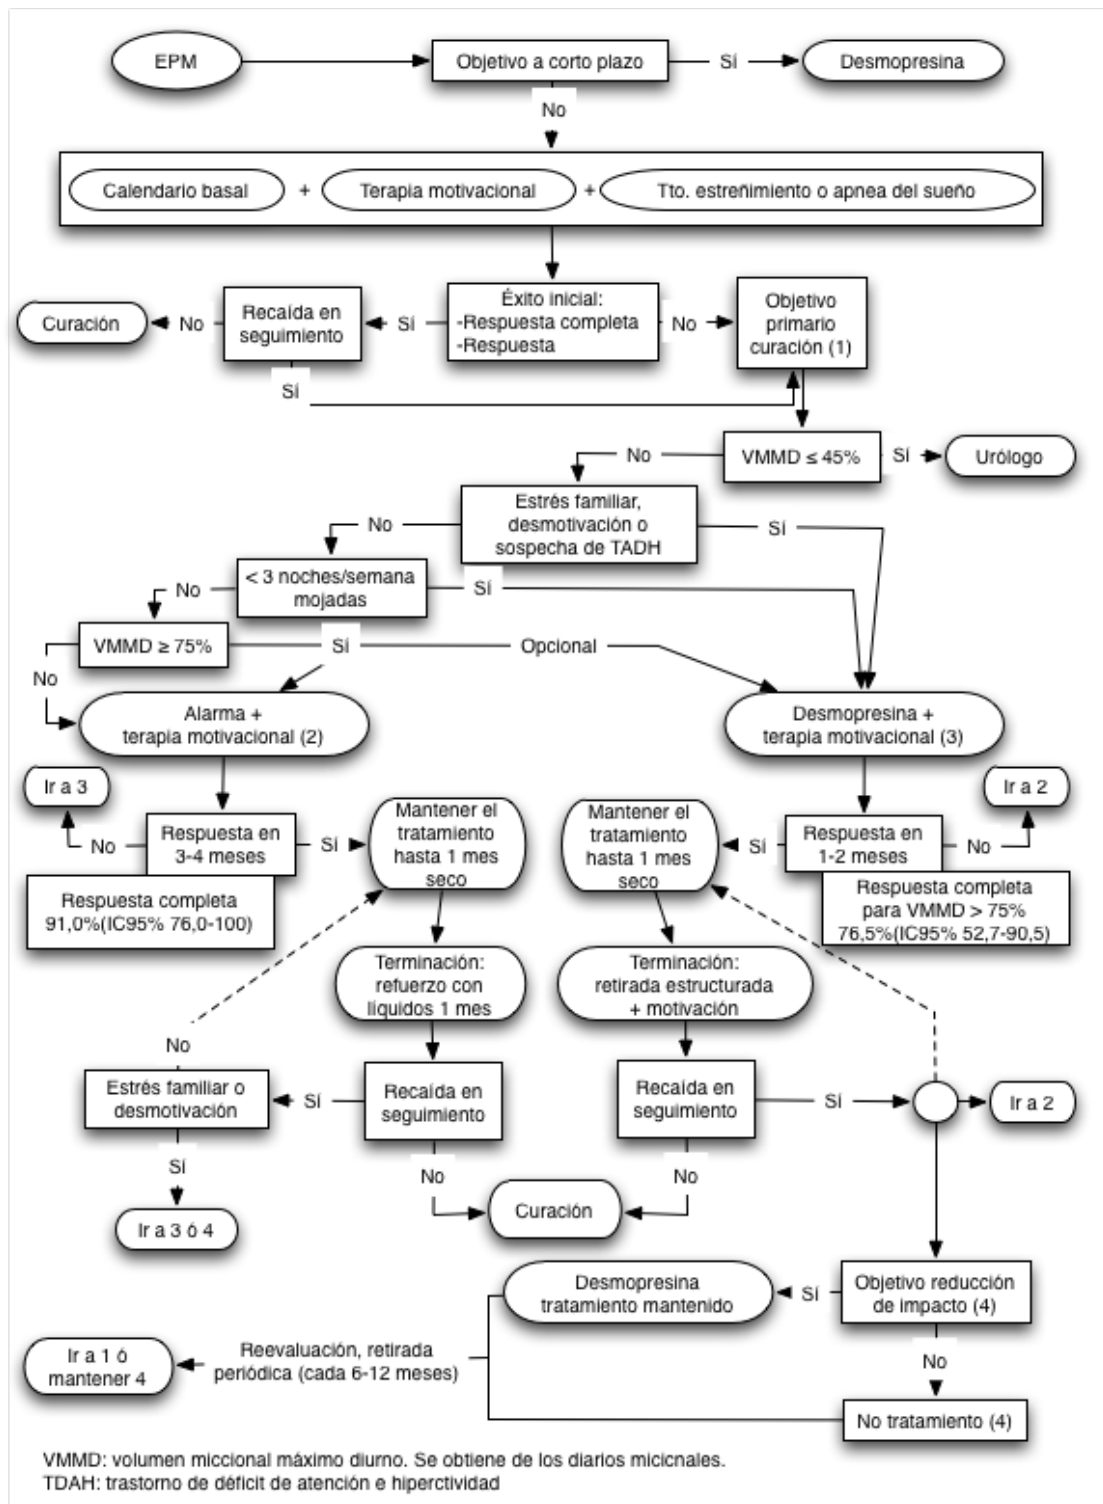 EPM
Objetivo a corto plazo
Sí
Desmopresina
No
Calendario basal
+
Terapia motivacional
+
Tto. estreñimiento o apnea del sueño
Curación
No
Recaída en
seguimiento
Sí
Éxito inicial:
-Respuesta completa
-Respuesta
No
Objetivo
primario
curación (1)
Sí
No
VMMD ≤ 45%
Sí
Urólogo
Estrés familiar,
desmotivación o
sospecha de TADH
No
Sí
< 3 noches/semana
mojadas
No
Sí
VMMD ≥ 75%
Sí
Opcional
No
Alarma +
terapia motivacional (2)
Desmopresina +
terapia motivacional (3)
Ir a 3
No
Respuesta en
3-4 meses
Sí
Mantener el
tratamiento
hasta 1 mes
seco
Mantener el
tratamiento
hasta 1 mes
seco
Sí
Respuesta en
1-2 meses
No
Ir a 2
Respuesta completa
91,0%(IC95% 76,0-100)
Respuesta completa
para VMMD > 75%
76,5%(IC95% 52,7-90,5)
Terminación:
refuerzo con
líquidos 1 mes
Terminación:
retirada estructurada
+ motivación
No
Estrés familiar o
desmotivación
Sí
Recaída en
seguimiento
Recaída en
seguimiento
Sí
Ir a 2
Sí
No
No
Ir a 3 ó 4
Curación
Desmopresina
tratamiento mantenido
Sí
Objetivo reducción
de impacto (4)
Ir a 1 ó
mantener 4
Reevaluación, retirada
periódica (cada 6-12 meses)
No
No tratamiento (4)
VMMD: volumen miccional máximo diurno. Se obtiene de los diarios micicnales.
TDAH: trastorno de déficit de atención e hiperctividad